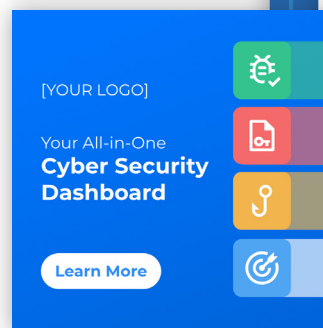 [YOUR LOGO]
Your All-in-One
Cyber Security
Dashboard
Learn More